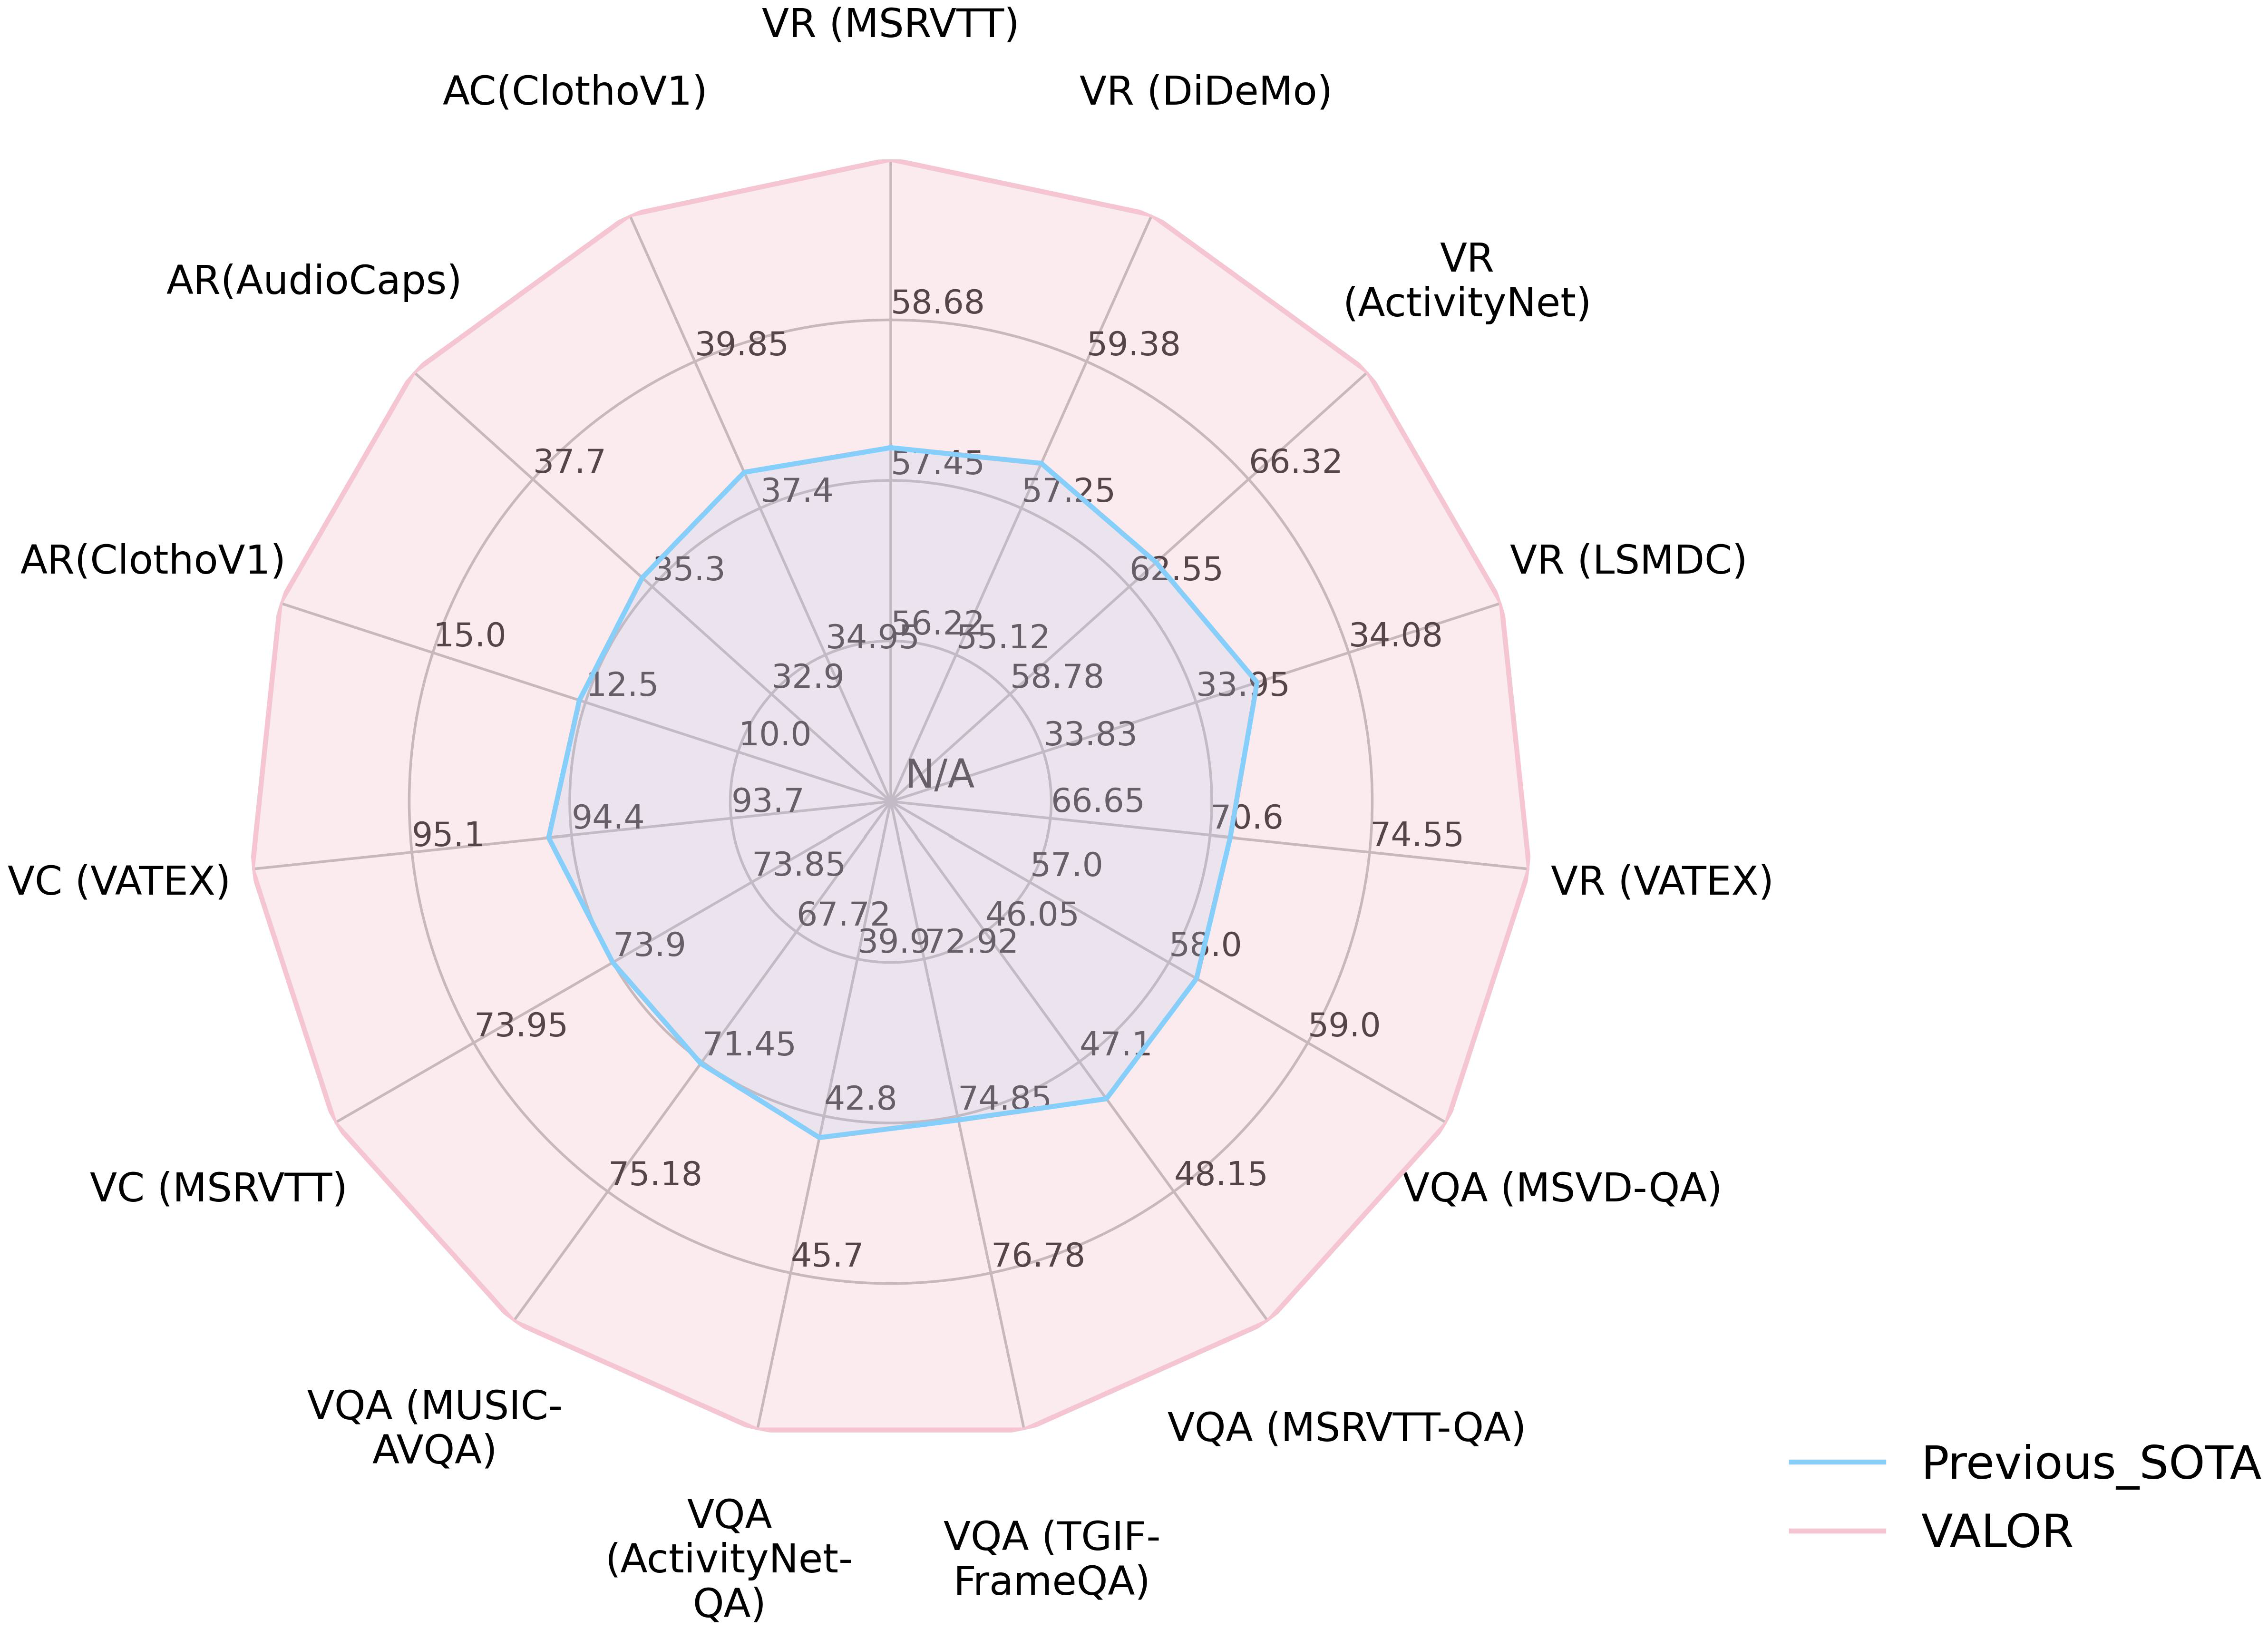 VR (MSRVTT)
AC(ClothoV1)
VR (DiDeMo)
VR
(ActivityNet)
AR(AudioCaps)
58.68
39.85
59.38
37.7
57.45
66.32
37.4
57.25
AR(ClothoV1)
VR (LSMDC)
35.3
62.55
15.0
34.95
56.22
55.12
34.08
32.9
58.78
12.5
33.95
10.0
33.83
N/A
93.7
66.65
94.4
70.6
95.1
74.55
VC (VATEX)
VR (VATEX)
73.85
57.0
67.72
46.05
39.9
72.92
73.9
58.0
73.95
59.0
71.45
47.1
42.8
74.85
VC (MSRVTT)
VQA (MSVD-QA)
75.18
48.15
45.7
76.78
VQA (MUSIC-
AVQA)
VQA (MSRVTT-QA)
VQA
(ActivityNet-
QA)
VQA (TGIF-
FrameQA)
Previous_SOTA
VALOR